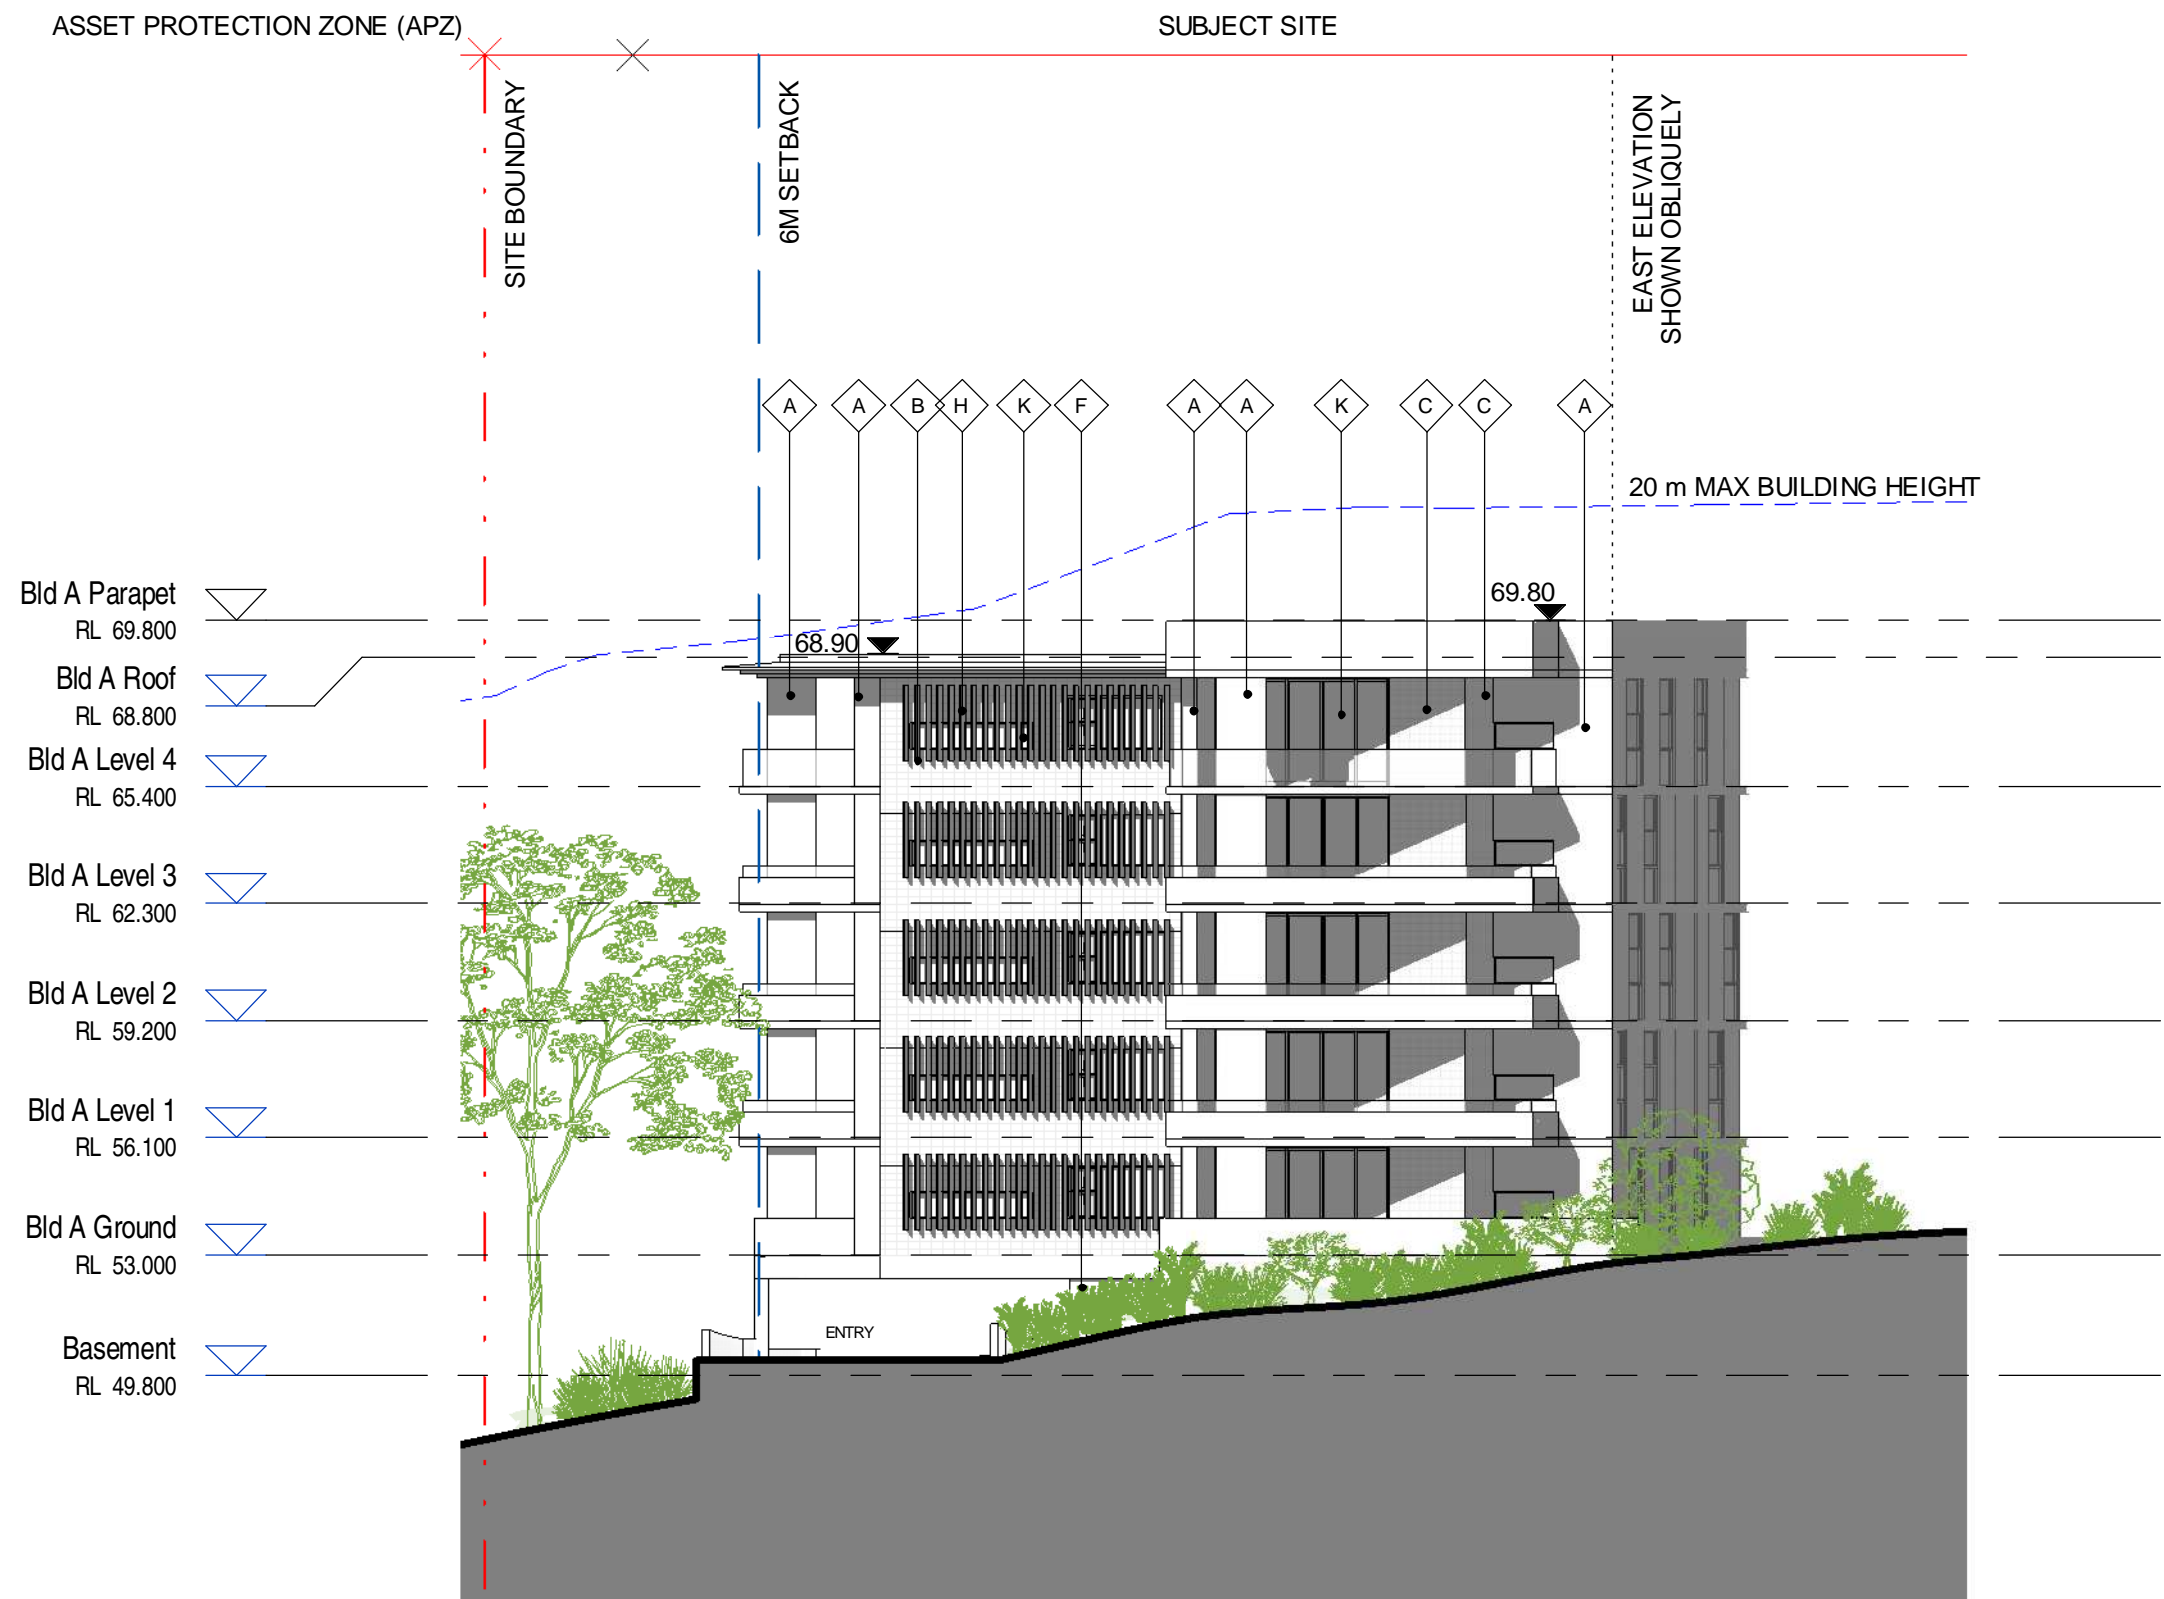 ASSET PROTECTION ZONE (APZ)
SUBJECT SITE
SITE BOUNDARY
6M SETBACK
EAST ELEVATION
SHOWN OBLIQUELY
A
A
B
H
K
F
A
A
K
C
C
A
20 m MAX BUILDING HEIGHT
Bld A Parapet
RL 69.800
69.80
68.90
Bld A Roof
RL 68.800
Bld A Level 4
RL 65.400
Bld A Level 3
RL 62.300
Bld A Level 2
RL 59.200
Bld A Level 1
RL 56.100
Bld A Ground
RL 53.000
ENTRY
Basement
RL 49.800